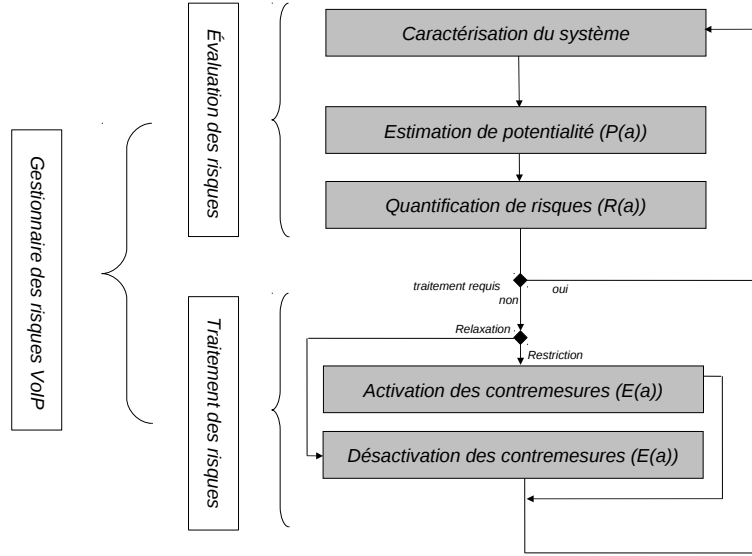 Gestionnaire des risques VoIP
Évaluation des risques
Caractérisation du système
Estimation de potentialité (P(a))
Quantification de risques (R(a))
traitement requis
oui
non
Traitement des risques
Relaxation
Restriction
Activation des contremesures (E(a))
Désactivation des contremesures (E(a))